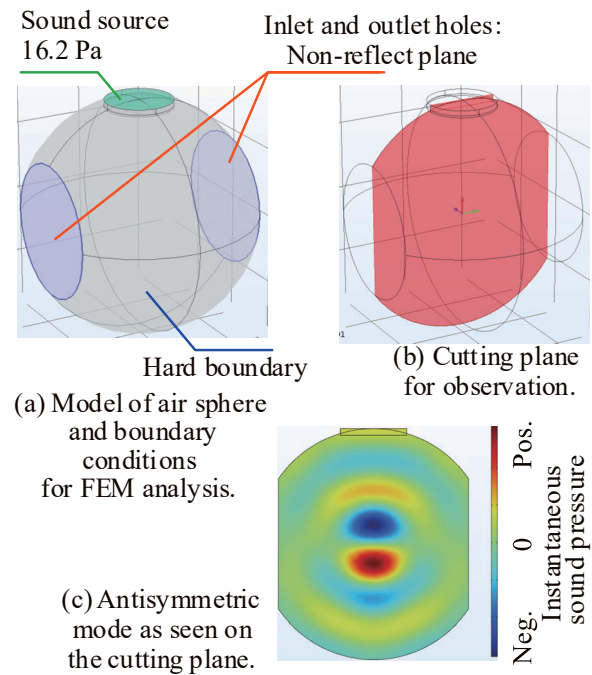 Sound source
16.2 Pa
Inlet and outlet holes:
Non-reflect plane
Hard boundary
(a) Model of air sphere
and boundary
conditions
for FEM analysis.
(b) Cutting plane
for observation.
(c) Antisymmetric
mode as seen on
the cutting plane.
Neg. 0 Pos.
Instantaneous
sound pressure